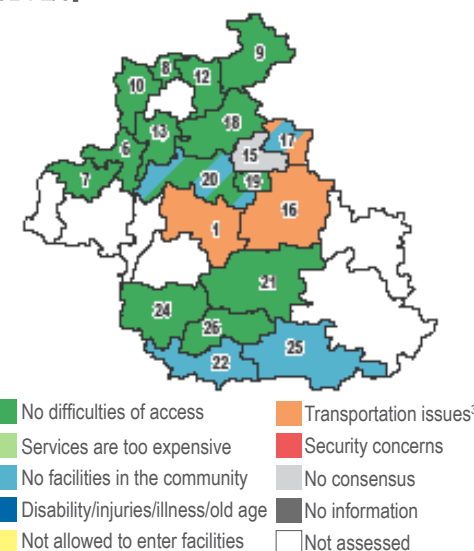 9
8
12
10
18
13
17
6
15
7
20
19
16
1
21
24
26
22
25
No difficulties of access
Transportation issues³
Services are too expensive
Security concerns
No facilities in the community
No consensus
Disability/injuries/illness/old age
No information
Not allowed to enter facilities
Not assessed